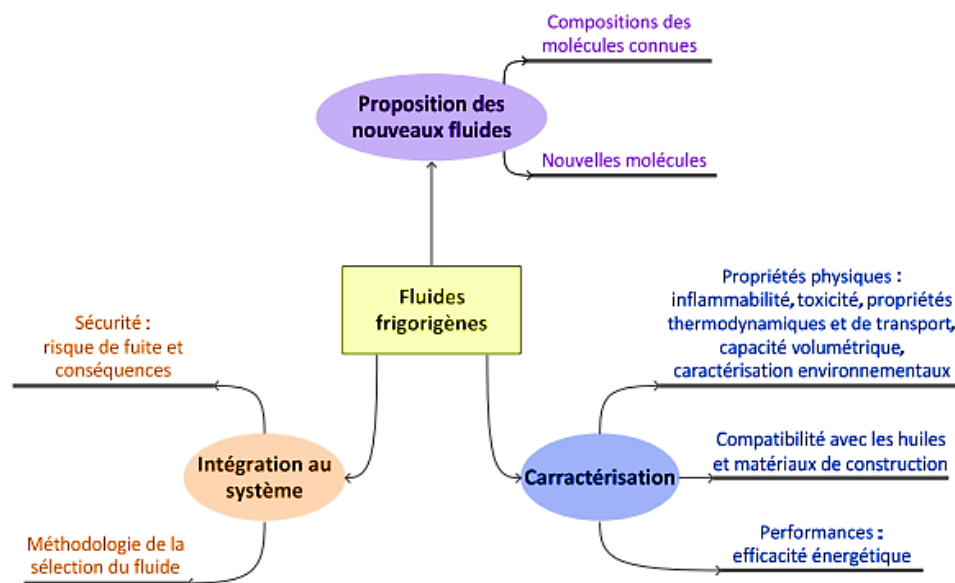 Compositions des
molécules connues
Proposition des
nouveaux fluides
Nouvelles molécules
Fluides
frigorigènes
Propriétés physiques :
inflammabilité, toxicité, propriétés
thermodynamiques et de transport,
capacité volumétrique,
caractérisation environnementaux
Sécurité :
risque de fuite et
conséquences
Intégration au
système
Carractérisation
Compatibilité avec les huiles
et matériaux de construction
Méthodologie de la
sélection du fluide
Performances :
efficacité énergétique